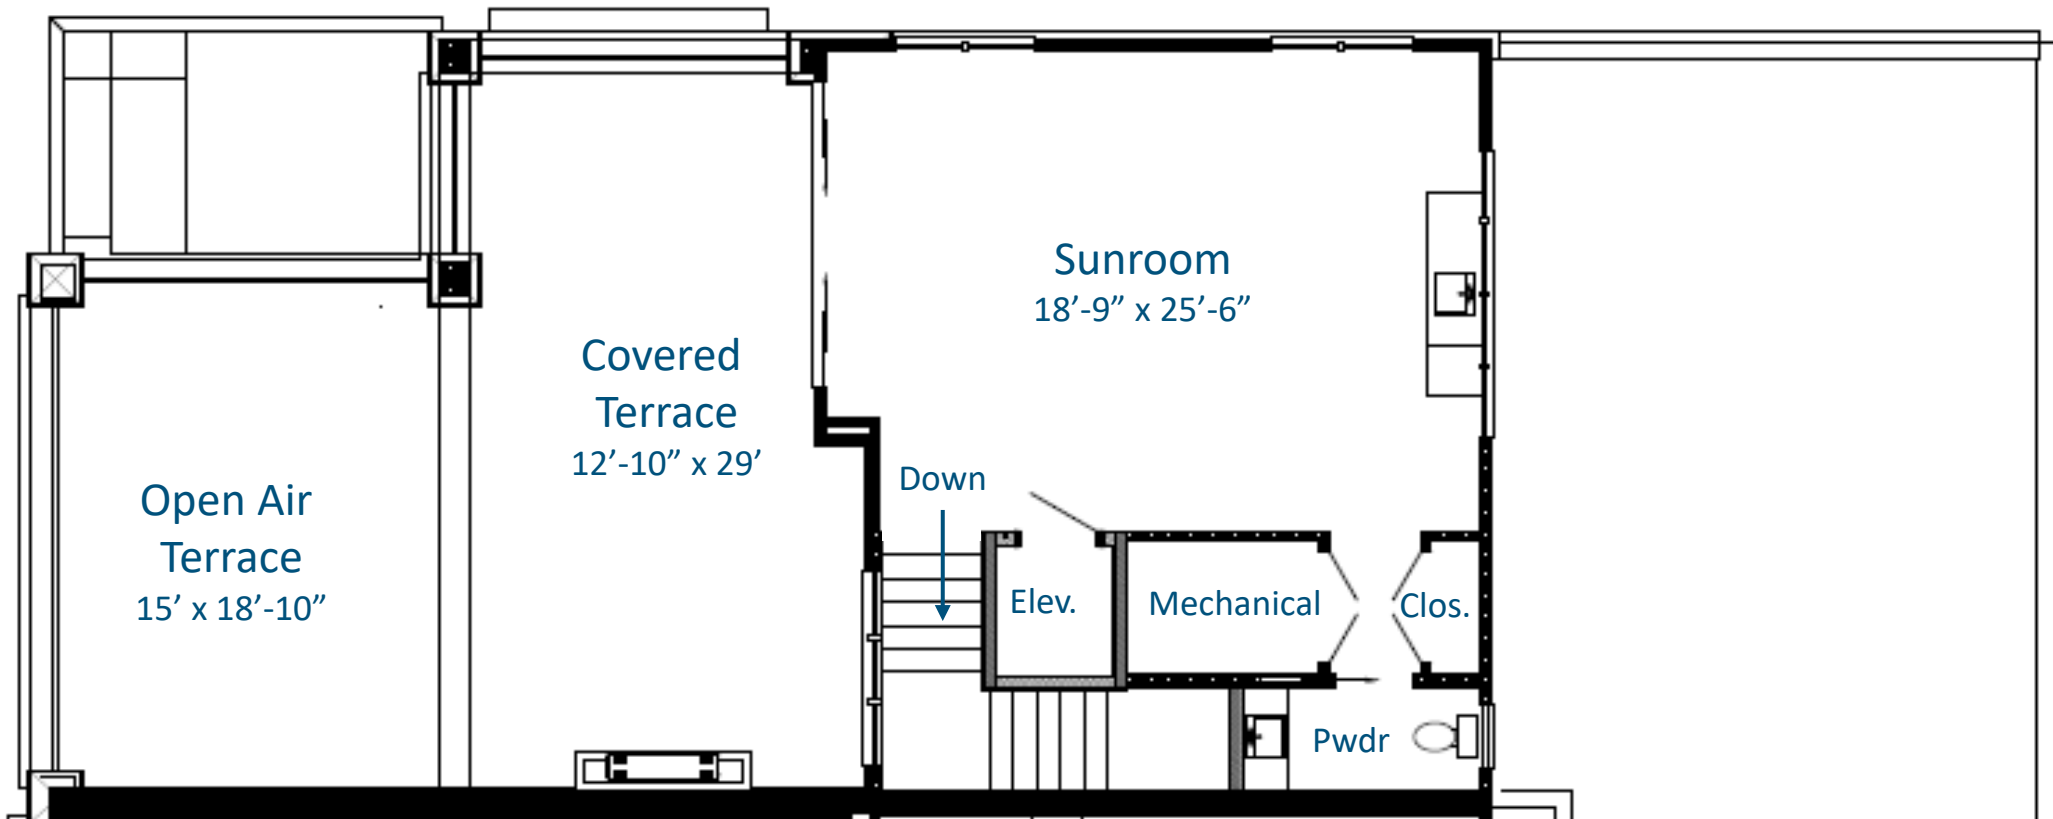 Sunroom
18’-9” x 25’-6”
Covered
Terrace
12’-10” x 29’
Open Air
Terrace
15’ x 18’-10”
Down
Elev.
Mechanical
Clos.
Pwdr